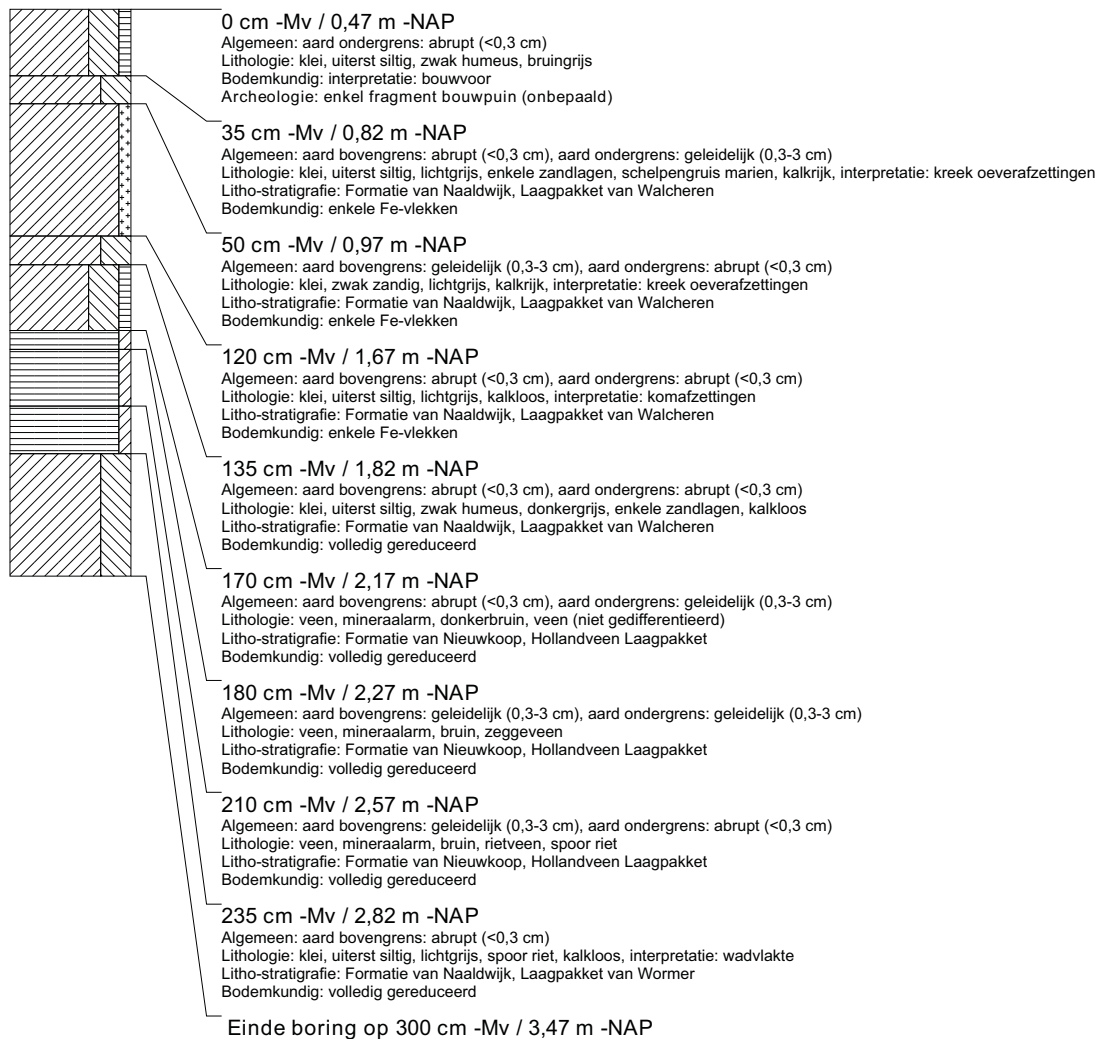 0 cm -Mv / 0,47 m -NAP
Algemeen: aard ondergrens: abrupt (<0,3 cm)
Lithologie: klei, uiterst siltig, zwak humeus, bruingrijs
Bodemkundig: interpretatie: bouwvoor
Archeologie: enkel fragment bouwpuin (onbepaald)
35 cm -Mv / 0,82 m -NAP
Algemeen: aard bovengrens: abrupt (<0,3 cm), aard ondergrens: geleidelijk (0,3-3 cm)
Lithologie: klei, uiterst siltig, lichtgrijs, enkele zandlagen, schelpengruis marien, kalkrijk, interpretatie: kreek oeverafzettingen
Litho-stratigrafie: Formatie van Naaldwijk, Laagpakket van Walcheren
Bodemkundig: enkele Fe-vlekken
50 cm -Mv / 0,97 m -NAP
Algemeen: aard bovengrens: geleidelijk (0,3-3 cm), aard ondergrens: abrupt (<0,3 cm)
Lithologie: klei, zwak zandig, lichtgrijs, kalkrijk, interpretatie: kreek oeverafzettingen
Litho-stratigrafie: Formatie van Naaldwijk, Laagpakket van Walcheren
Bodemkundig: enkele Fe-vlekken
120 cm -Mv / 1,67 m -NAP
Algemeen: aard bovengrens: abrupt (<0,3 cm), aard ondergrens: abrupt (<0,3 cm)
Lithologie: klei, uiterst siltig, lichtgrijs, kalkloos, interpretatie: komafzettingen
Litho-stratigrafie: Formatie van Naaldwijk, Laagpakket van Walcheren
Bodemkundig: enkele Fe-vlekken
135 cm -Mv / 1,82 m -NAP
Algemeen: aard bovengrens: abrupt (<0,3 cm), aard ondergrens: abrupt (<0,3 cm)
Lithologie: klei, uiterst siltig, zwak humeus, donkergrijs, enkele zandlagen, kalkloos
Litho-stratigrafie: Formatie van Naaldwijk, Laagpakket van Walcheren
Bodemkundig: volledig gereduceerd
170 cm -Mv / 2,17 m -NAP
Algemeen: aard bovengrens: abrupt (<0,3 cm), aard ondergrens: geleidelijk (0,3-3 cm)
Lithologie: veen, mineraalarm, donkerbruin, veen (niet gedifferentieerd)
Litho-stratigrafie: Formatie van Nieuwkoop, Hollandveen Laagpakket
Bodemkundig: volledig gereduceerd
180 cm -Mv / 2,27 m -NAP
Algemeen: aard bovengrens: geleidelijk (0,3-3 cm), aard ondergrens: geleidelijk (0,3-3 cm)
Lithologie: veen, mineraalarm, bruin, zeggeveen
Litho-stratigrafie: Formatie van Nieuwkoop, Hollandveen Laagpakket
Bodemkundig: volledig gereduceerd
210 cm -Mv / 2,57 m -NAP
Algemeen: aard bovengrens: geleidelijk (0,3-3 cm), aard ondergrens: abrupt (<0,3 cm)
Lithologie: veen, mineraalarm, bruin, rietveen, spoor riet
Litho-stratigrafie: Formatie van Nieuwkoop, Hollandveen Laagpakket
Bodemkundig: volledig gereduceerd
235 cm -Mv / 2,82 m -NAP
Algemeen: aard bovengrens: abrupt (<0,3 cm)
Lithologie: klei, uiterst siltig, lichtgrijs, spoor riet, kalkloos, interpretatie: wadvlakte
Litho-stratigrafie: Formatie van Naaldwijk, Laagpakket van Wormer
Bodemkundig: volledig gereduceerd
Einde boring op 300 cm -Mv / 3,47 m -NAP